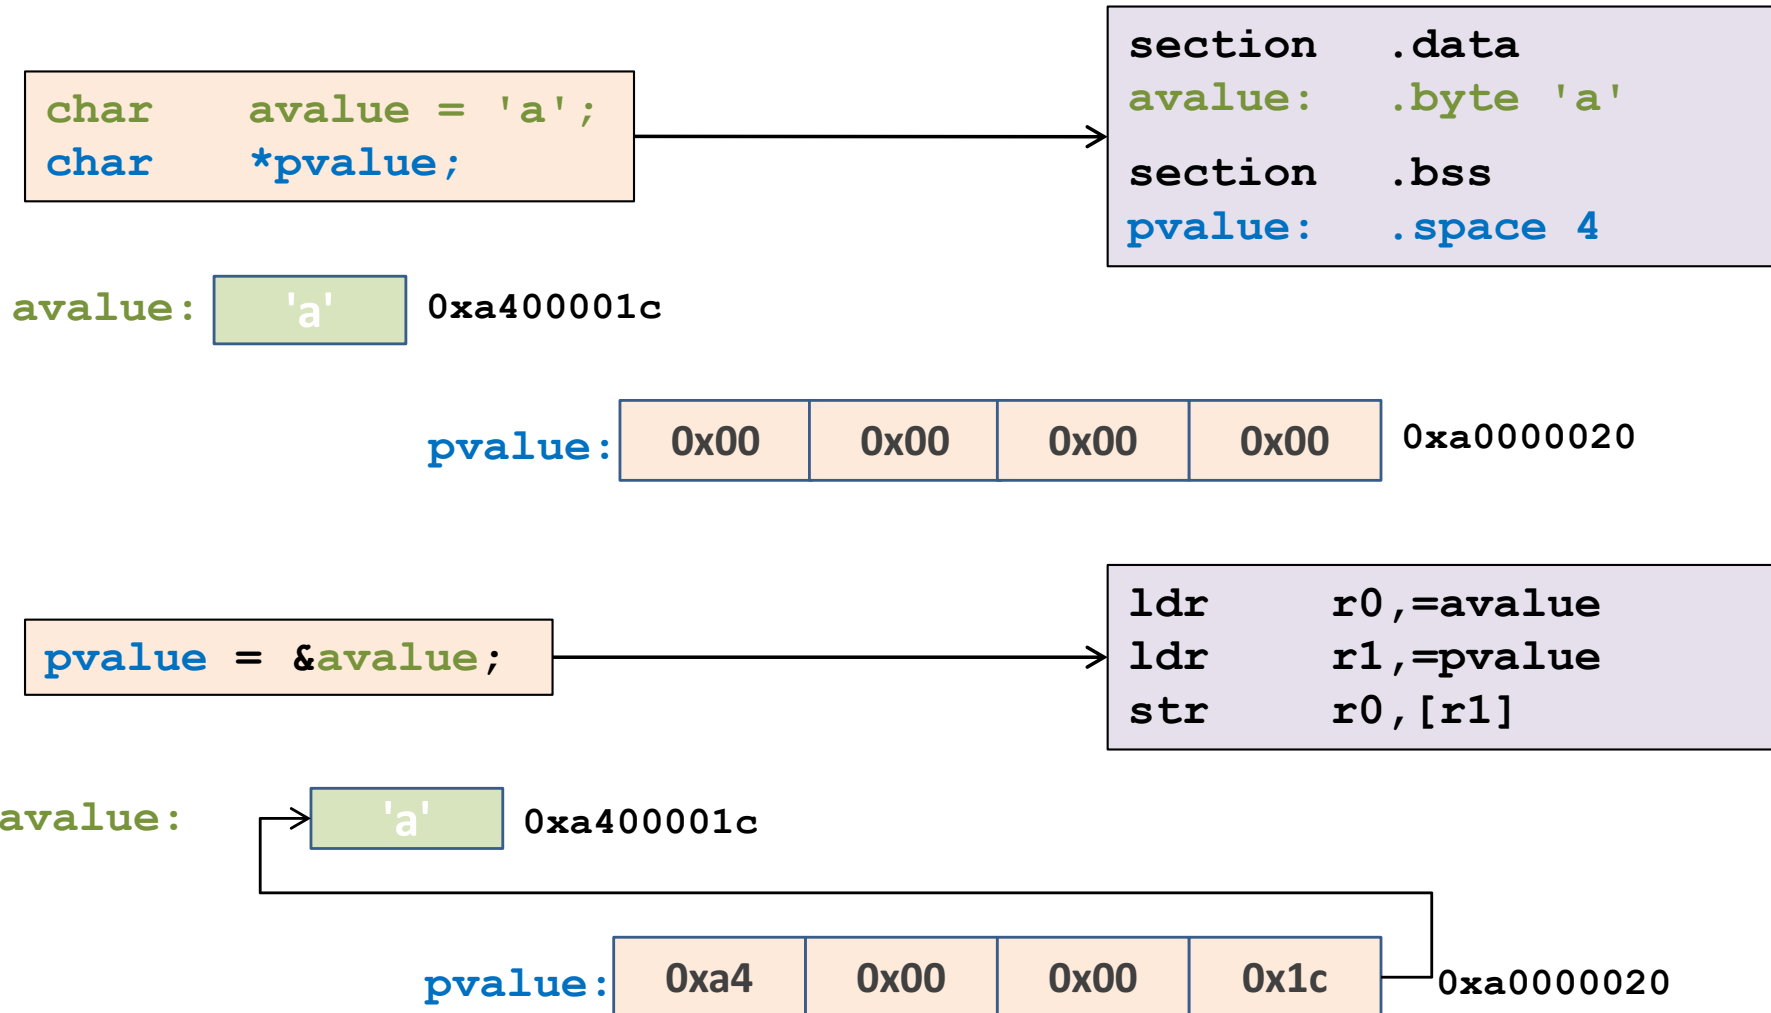 char avalue = 'a';
char *pvalue;
section .data
avalue: .byte 'a'
section .bss
pvalue: .space 4
avalue: 'a' 0xa400001c
pvalue: 0x00 0x00 0x00 0x00 0xa0000020
pvalue = &avalue;
ldr r0,=avalue
ldr r1,=pvalue
str r0,[r1]
avalue: 'a' 0xa400001c
pvalue: 0xa4 0x00 0x00 0x1c 0xa0000020